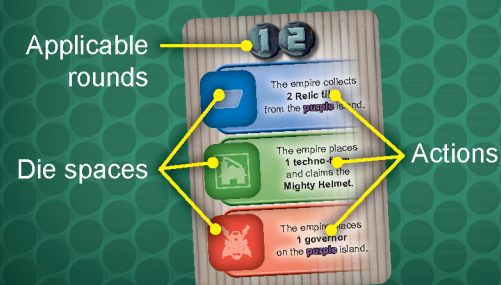 Applicable
rounds
1 2
The empire collects
2 Relic
from the purple island.
Die spaces
Actions
The empire places
1
and claims the
Mighty Helmet.
The empire places
1 governor
on the purple island.